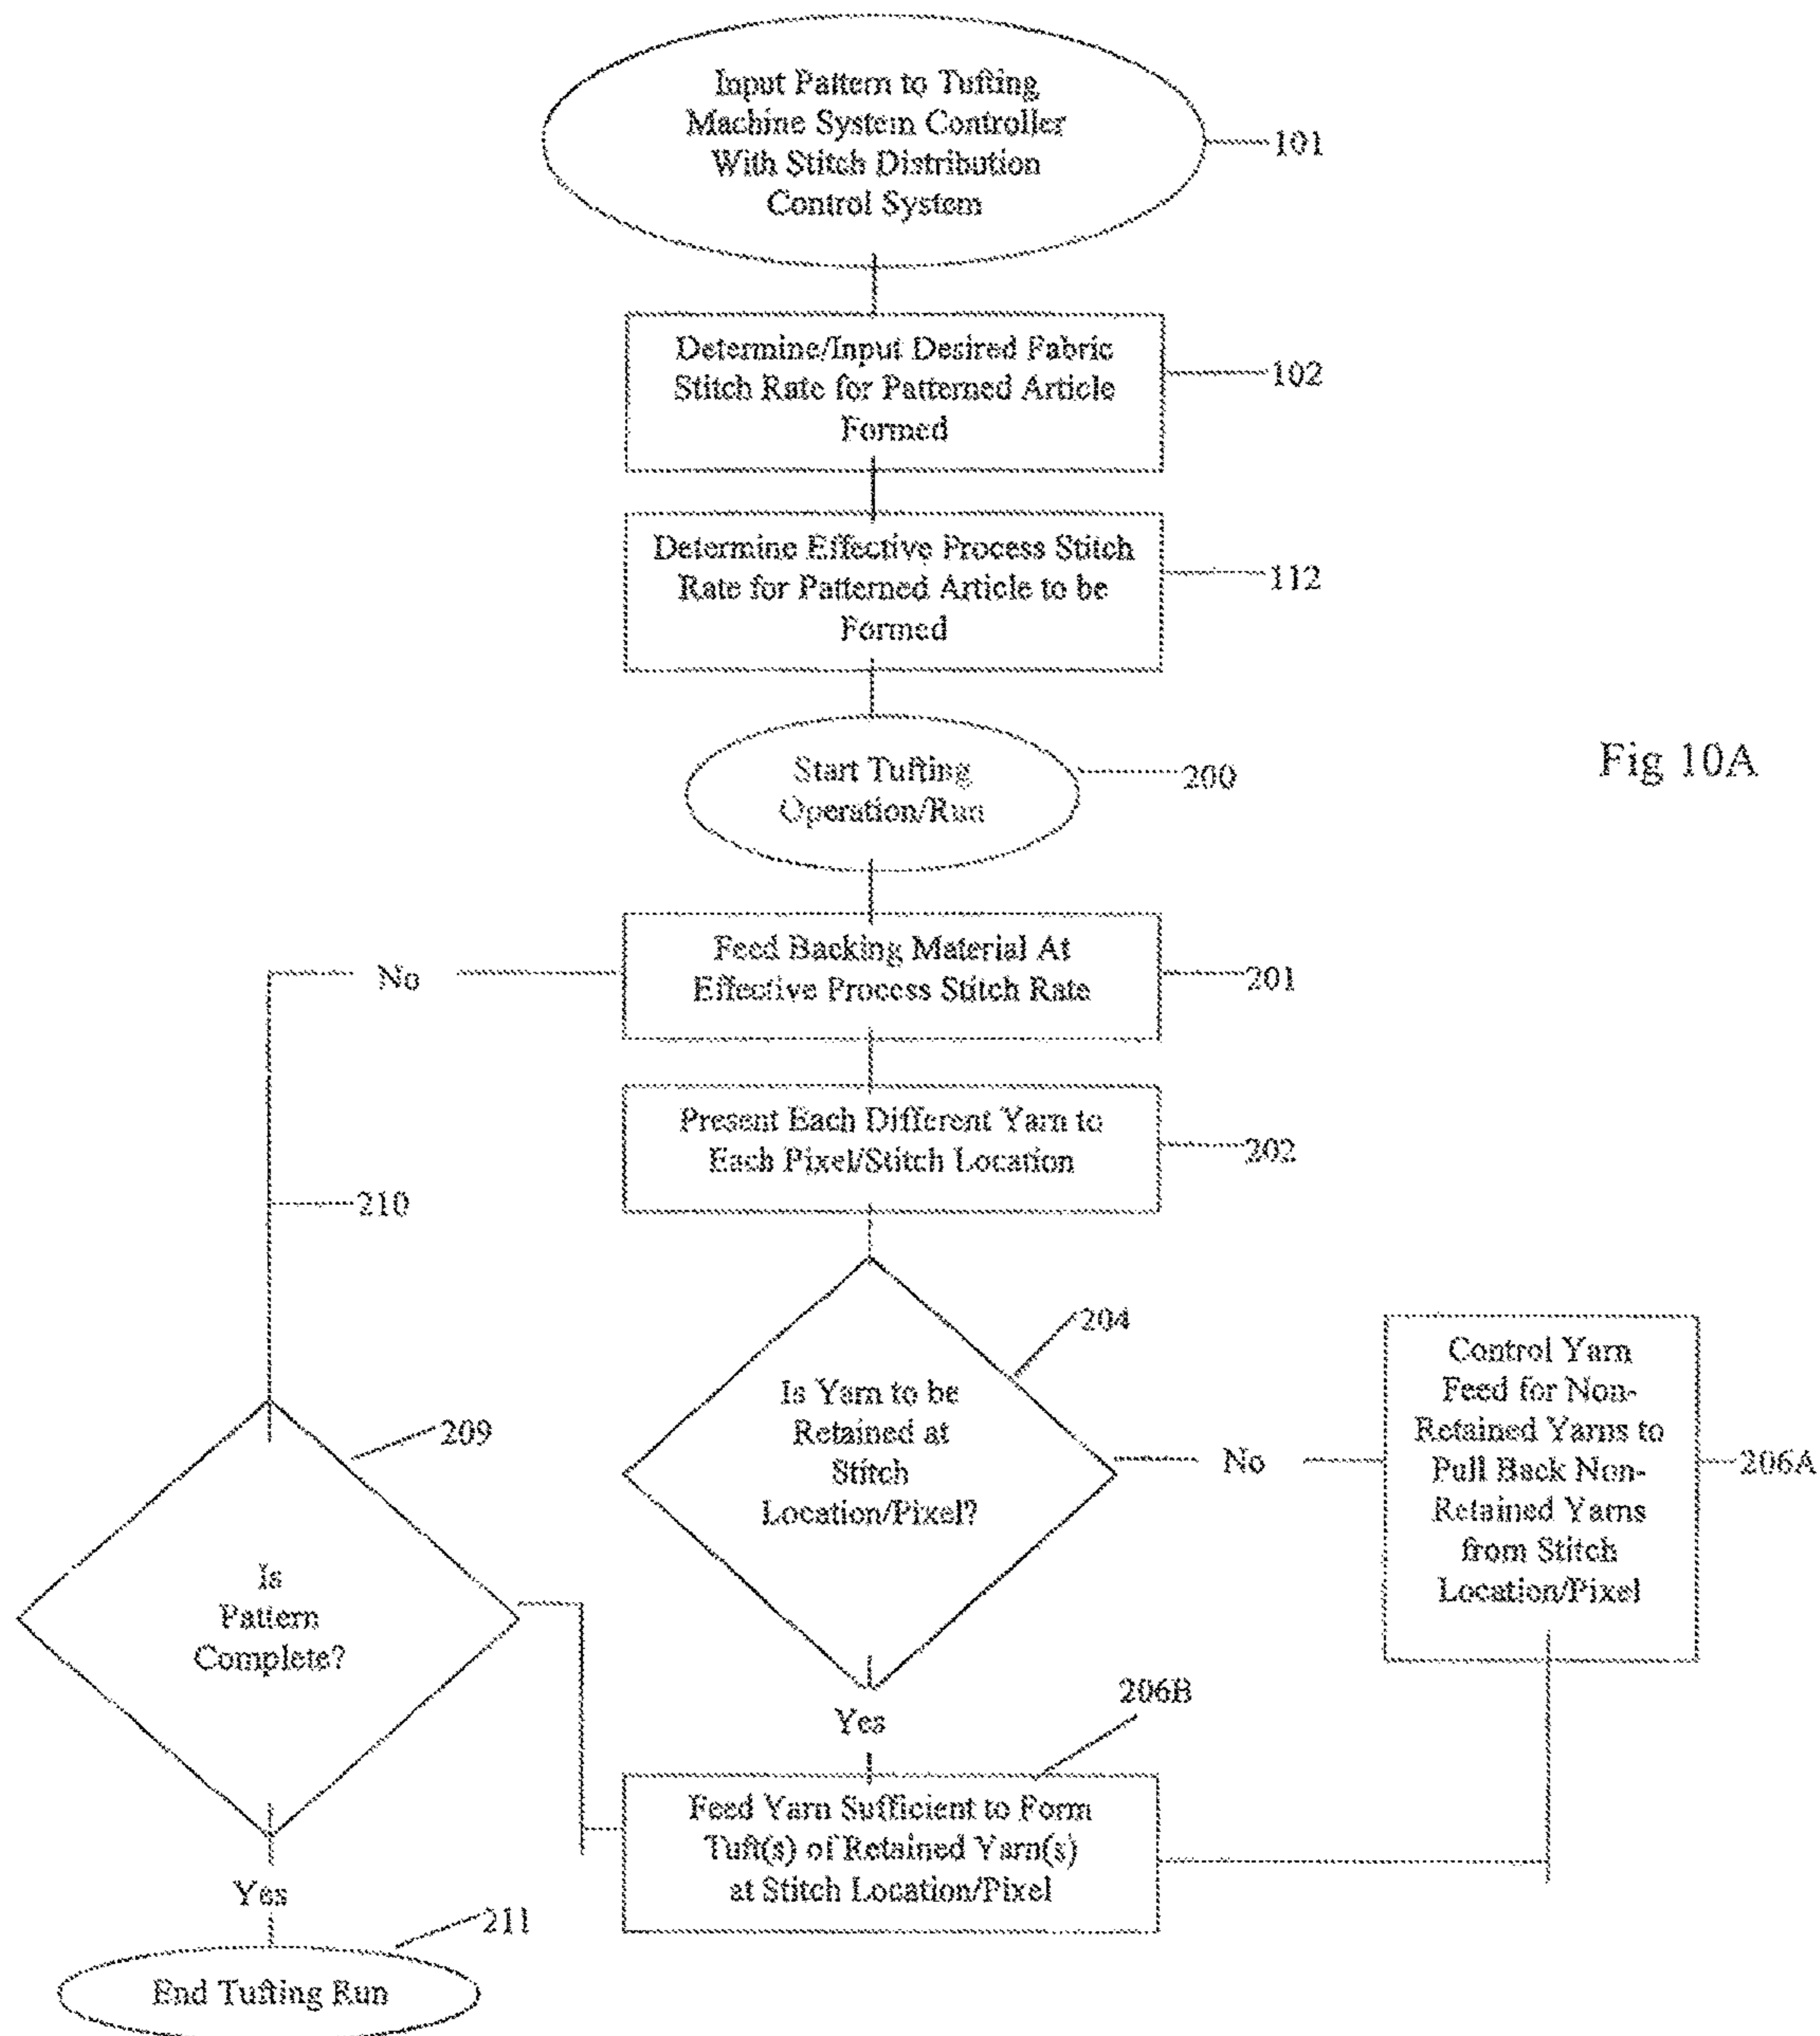 Input Pattern to Tufting
Machine System Controller
With Stitch Distribution
Control System
101
Determine/Input Desired Fabric
Stitch Rate for Patterned Article
Formed
102
Determine Effective Process Stitch
Rate for Patterned Article to be
Formed
112
Start Tufting
Operation/Run
200
Fig 10A
Feed Backing Material At
Effective Process Stitch Rate
201
No
Present Each Different Yarn to
Each Pixel/Stitch Location
202
210
Is Yarn to be
Retained at
Stitch
Location/Pixel?
204
No
Control Yarn
Feed for Non-
Retained Yarns to
Pull Back Non-
Retained Yarns
from Stitch
Location/Pixel
206A
209
Is
Pattern
Complete?
Yes
206B
Feed Yarn Sufficient to Form
Tuft(s) of Retained Yarn(s)
at Stitch Location/Pixel
Yes
211
End Tufting Run